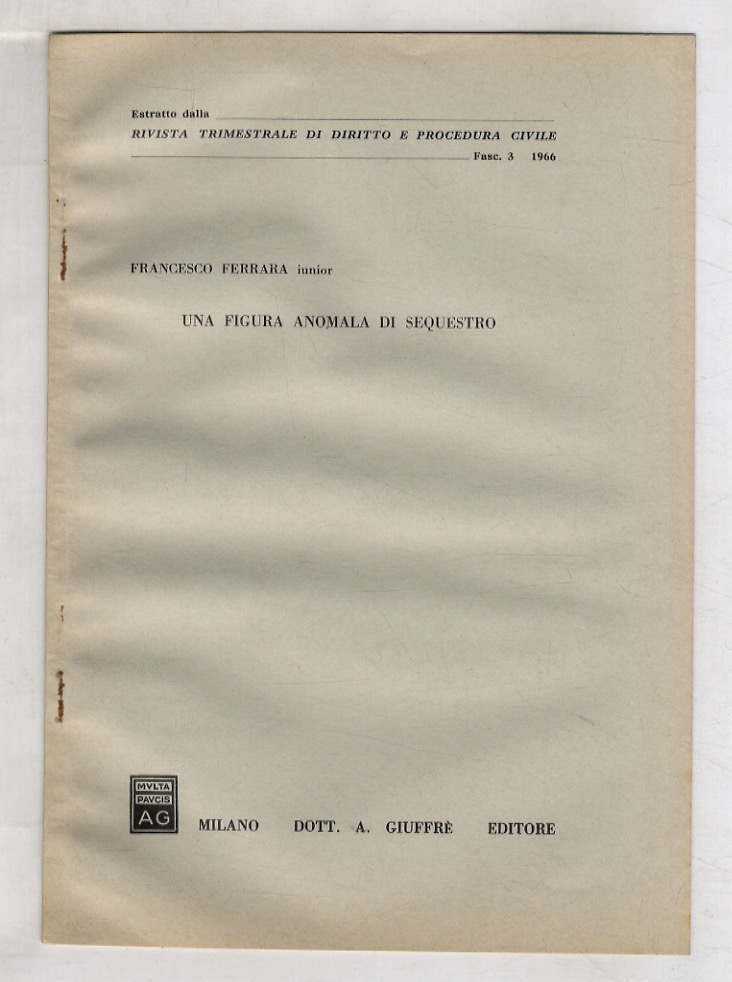 Estratto dalla
RIVISTA TRIMESTRALE DI DIRITTO E PROCEDURA CIVILE
Fasc. 3 1966
FRANCESCO FERRARA iunior
UNA FIGURA ANOMALA DI SEQUESTRO
MVLTA
PAVCIS
AG
MILANO DOTT. A. GIUFFRÈ EDITORE